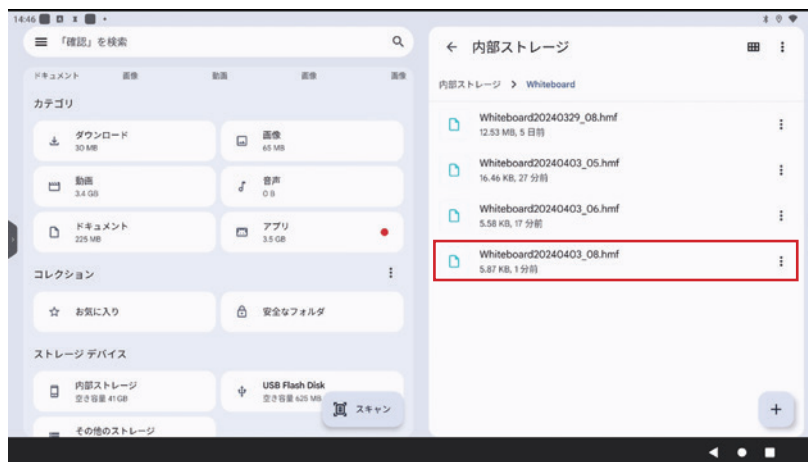 14:46
「確認」を検索
ドキュメント 画像 動画 画像 画像
カテゴリ
ダウンロード
30 MB
画像
65 MB
動画
3.4 GB
音声
0 B
ドキュメント
225 MB
アプリ
3.5 GB
コレクション
お気に入り
安全なフォルダ
ストレージ デバイス
内部ストレージ
空き容量 41 GB
USB Flash Disk
空き容量 625 MB
スキャン
その他のストレージ
内部ストレージ
内部ストレージ > Whiteboard
Whiteboard20240329_08.hmf
12.53 MB, 5 日前
Whiteboard20240403_05.hmf
16.46 KB, 27 分前
Whiteboard20240403_06.hmf
5.58 KB, 17 分前
Whiteboard20240403_08.hmf
5.87 KB, 1 分前